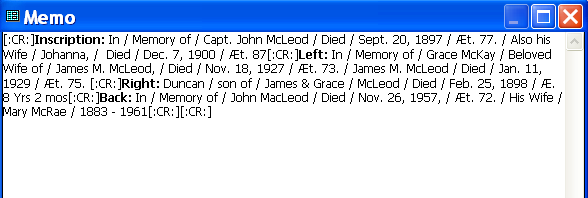 Memo
[:CR:]Inscription: In / Memory of / Capt. John McLeod / Died / Sept. 20, 1897 / Æt. 77. / Also his
Wife / Johanna, /  Died / Dec. 7, 1900 / Æt. 87[:CR:]Left: In / Memory of / Grace McKay / Beloved
Wife of / James M. McLeod, / Died / Nov. 18, 1927 / Æt. 73. / James M. McLeod / Died / Jan. 11,
1929 / Æt. 75. [:CR:]Right: Duncan / son of / James & Grace / McLeod / Died / Feb. 25, 1898 / Æ.
8 Yrs 2 mos[:CR:]Back: In / Memory of / John MacLeod / Died / Nov. 26, 1957, / Æt. 72. / His Wife /
Mary McRae / 1883 - 1961[:CR:][:CR:]